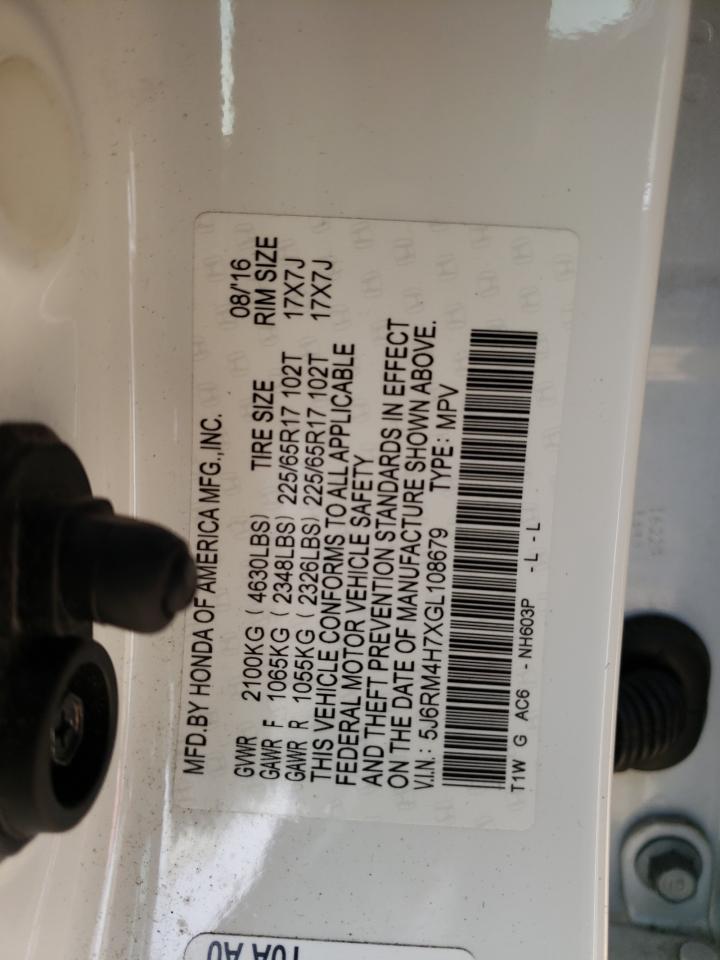 MFD.BY HONDA OF AMERICA MFG.,INC. 08/'16
GVWR 2100KG ( 4630LBS) TIRE SIZE RIM SIZE
GAWR F 1065KG ( 2348LBS) 225/65R17 102T 17X7J
GAWR R 1055KG ( 2326LBS) 225/65R17 102T 17X7J
THIS VEHICLE CONFORMS TO ALL APPLICABLE
FEDERAL MOTOR VEHICLE SAFETY
AND THEFT PREVENTION STANDARDS IN EFFECT
ON THE DATE OF MANUFACTURE SHOWN ABOVE.
V.I.N.: 5J6RM4H7XGL108679 TYPE: MPV
T1W G AC6 - NH603P - L - L